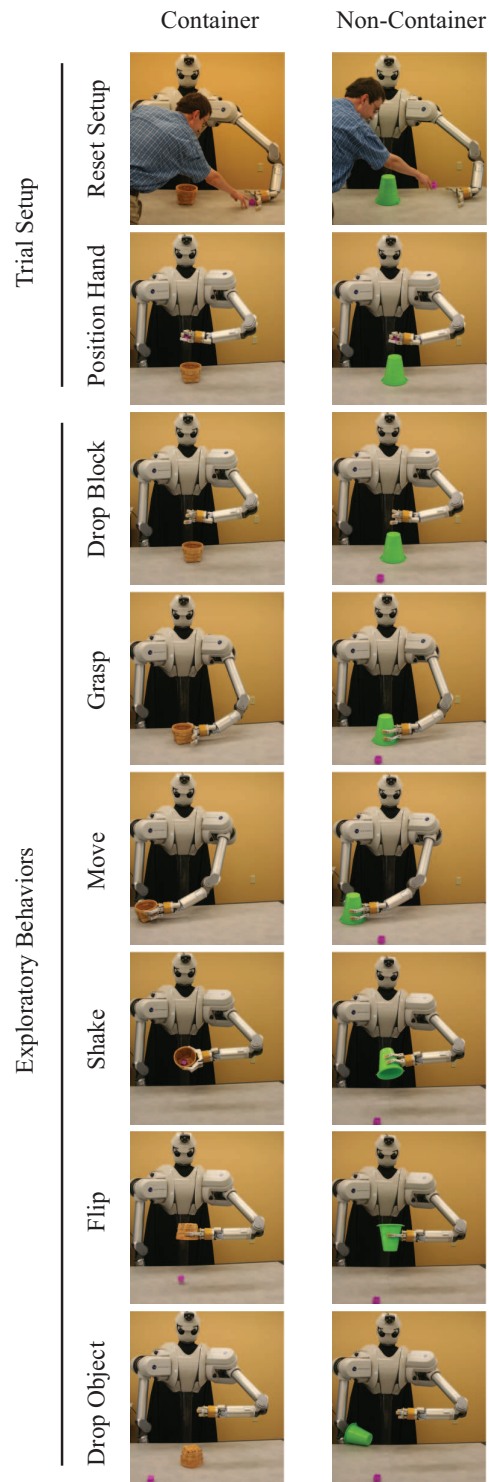 Container
Non-Container
Trial Setup
Reset Setup
Position Hand
Exploratory Behaviors
Drop Block
Grasp
Move
Shake
Flip
Drop Object